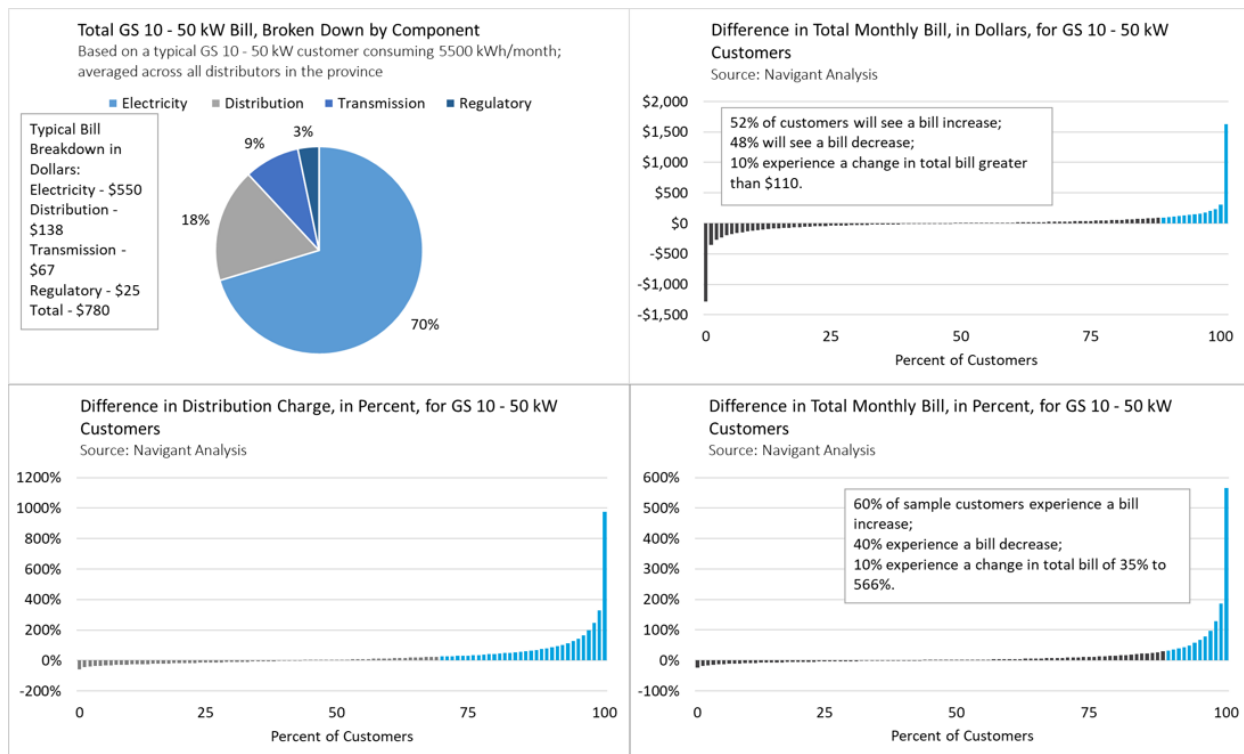 Total GS 10 - 50 kW Bill, Broken Down by Component
Based on a typical GS 10 - 50 kW customer consuming 5500 kWh/month;
averaged across all distributors in the province
Electricity Distribution Transmission Regulatory
Typical Bill
Breakdown in
Dollars:
Electricity - $550
Distribution -
$138
Transmission -
$67
Regulatory - $25
Total - $780
3%
9%
18%
70%
Difference in Total Monthly Bill, in Dollars, for GS 10 - 50 kW
Customers
Source: Navigant Analysis
$2,000
$1,500
$1,000
$500
$0
-$500
-$1,000
-$1,500
52% of customers will see a bill increase;
48% will see a bill decrease;
10% experience a change in total bill greater
than $110.
0 25 50 75 100
Percent of Customers
Difference in Distribution Charge, in Percent, for GS 10 - 50 kW
Customers
Source: Navigant Analysis
1200%
1000%
800%
600%
400%
200%
0%
-200%
0 25 50 75 100
Percent of Customers
Difference in Total Monthly Bill, in Percent, for GS 10 - 50 kW
Customers
Source: Navigant Analysis
600%
500%
400%
300%
200%
100%
0%
-100%
60% of sample customers experience a bill
increase;
40% experience a bill decrease;
10% experience a change in total bill of 35% to
566%.
0 25 50 75 100
Percent of Customers